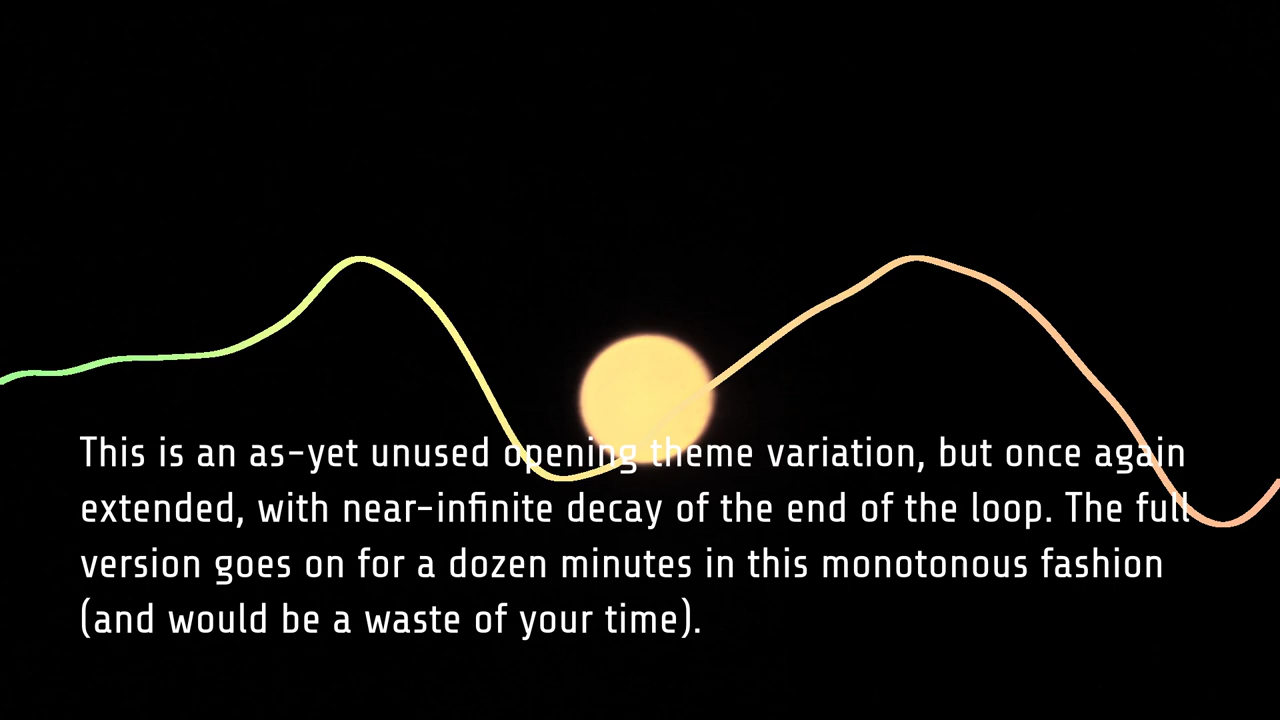 This is an as-yet unused opening theme variation, but once again
extended, with near-infinite decay of the end of the loop. The full
version goes on for a dozen minutes in this monotonous fashion
(and would be a waste of your time).